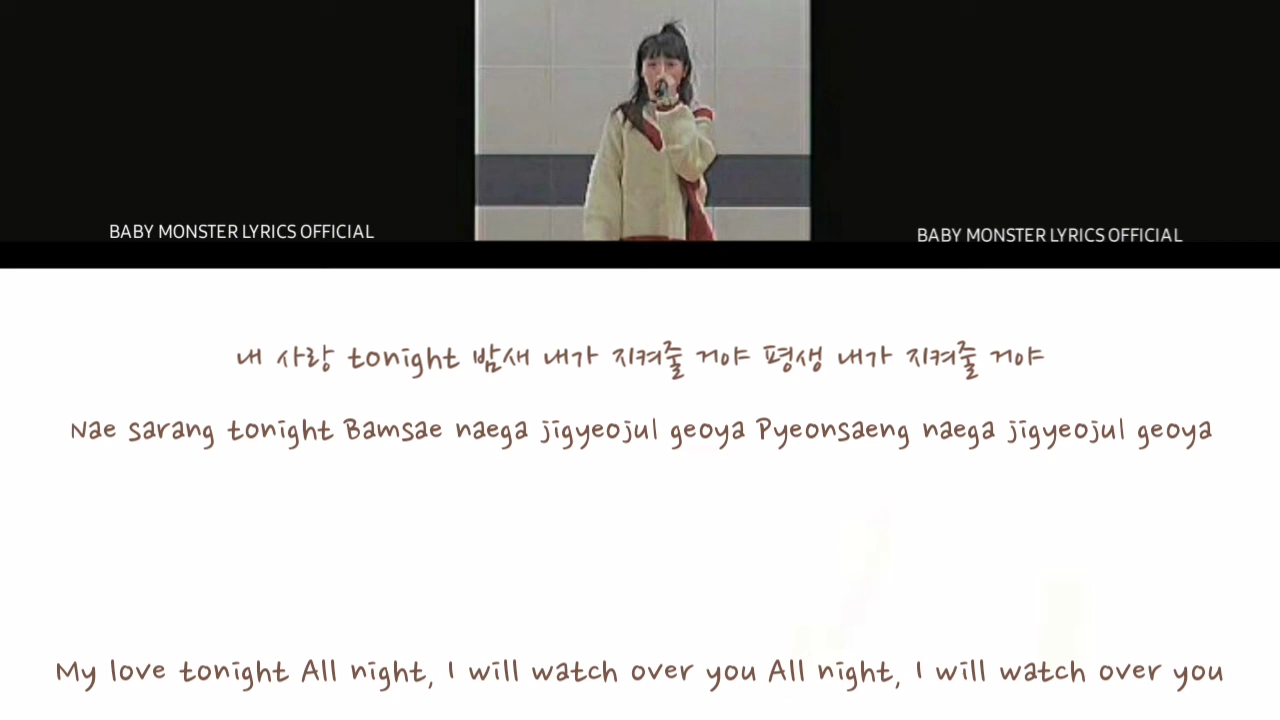 BABY MONSTER LYRICS OFFICIAL
BABY MONSTER LYRICS OFFICIAL
내 사랑 tonight 밤새 내가 지켜줄 거야 평생 내가 지켜줄 거야
Nae sarang tonight Bamsae naega jigyeojul geoya Pyeonsaeng naega jigyeojul geoya
My love tonight All night, I will watch over you All night, I will watch over you